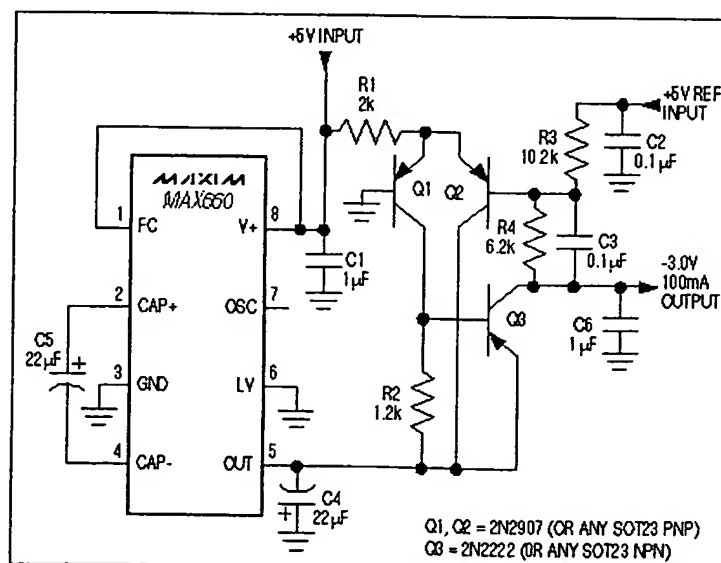 +5V INPUT
R1
2k
+5V REF
INPUT
R3
10.2k
C2
0.1µF
MAXIM
MAX660
Q1
Q2
1
FC
V+
8
R4
6.2k
C3
0.1µF
C1
1µF
-3.0V
100mA
OUTPUT
2
CAP+
OSC
7
Q3
C6
1µF
C5
22µF
+
3
GND
LV
6
R2
1.2k
4
CAP-
OUT
5
C4
22µF
+
Q1, Q2 = 2N2907 (OR ANY SOT23 PNP)
Q3 = 2N2222 (OR ANY SOT23 NPN)